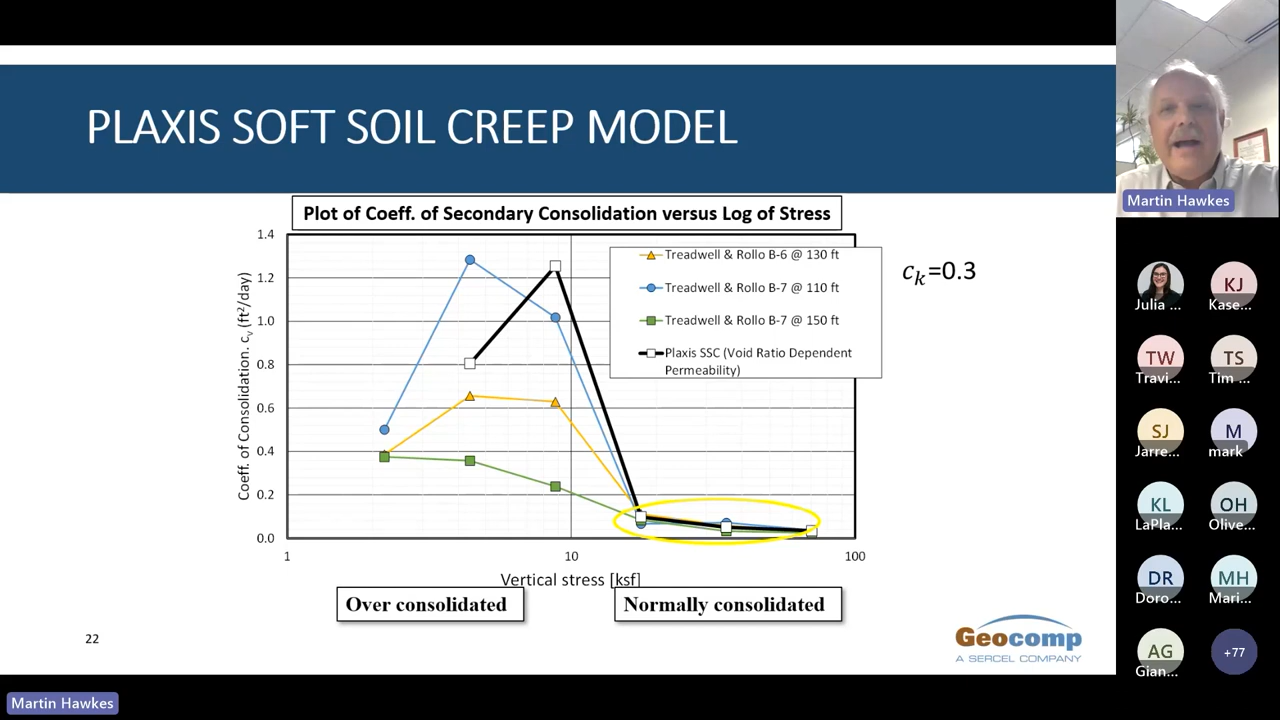 PLAXIS SOFT SOIL CREEP MODEL
Plot of Coeff. of Secondary Consolidation versus Log of Stress
Coeff. of Consolidation. cᵥ (ft²/day)
1.4
1.2
1.0
0.8
0.6
0.4
0.2
0.0
1
10
100
Vertical stress [ksf]
Treadwell & Rollo B-6 @ 130 ft
Treadwell & Rollo B-7 @ 110 ft
Treadwell & Rollo B-7 @ 150 ft
Plaxis SSC (Void Ratio Dependent
Permeability)
cₖ=0.3
Over consolidated
Normally consolidated
22
Geocomp
A SERCEL COMPANY
Martin Hawkes
Martin Hawkes
Julia ...
KJ
Kase...
TW
Travi...
TS
Tim ...
SJ
Jarre...
M
mark
KL
LaPla...
OH
Olive...
DR
Doro...
MH
Mari...
AG
Gian...
+77